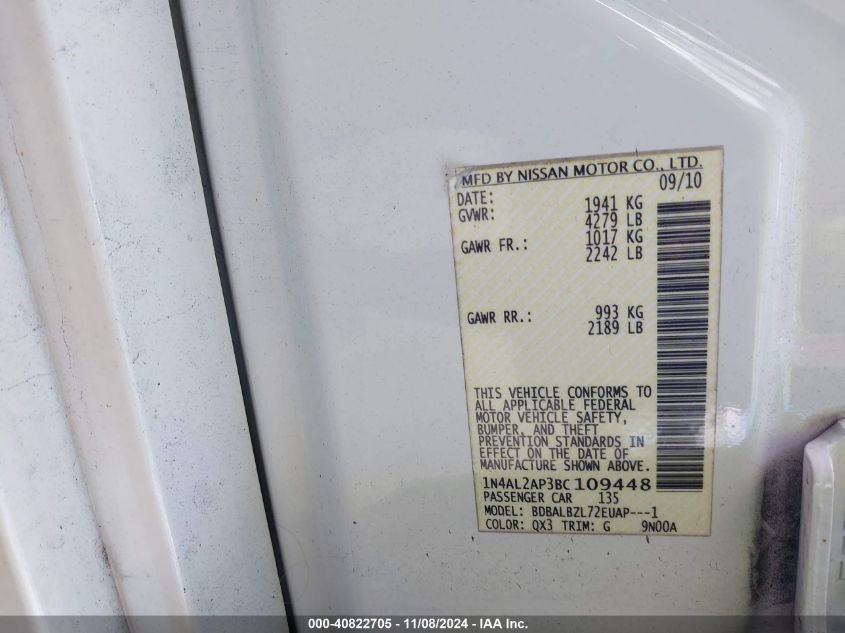 MFD BY NISSAN MOTOR CO., LTD.
DATE: 09/10
GVWR: 1941 KG
4279 LB
GAWR FR.: 1017 KG
2242 LB
GAWR RR.: 993 KG
2189 LB
THIS VEHICLE CONFORMS TO
ALL APPLICABLE FEDERAL
MOTOR VEHICLE SAFETY,
BUMPER, AND THEFT
PREVENTION STANDARDS IN
EFFECT ON THE DATE OF
MANUFACTURE SHOWN ABOVE.
1N4AL2AP3BC109448
PASSENGER CAR 135
MODEL: BDBALBZL72EUAP---1
COLOR: QX3 TRIM: G 9N00A
000-40822705 - 11/08/2024 - IAA Inc.